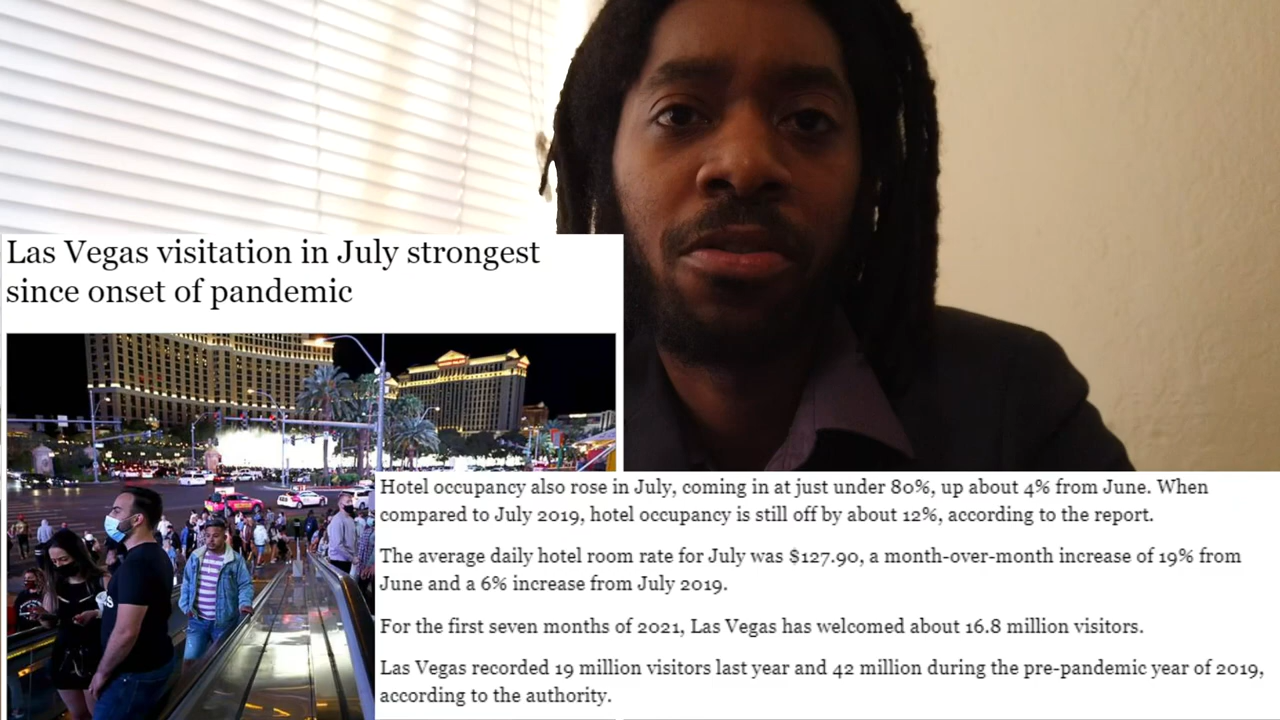 Las Vegas visitation in July strongest
since onset of pandemic
Hotel occupancy also rose in July, coming in at just under 80%, up about 4% from June. When
compared to July 2019, hotel occupancy is still off by about 12%, according to the report.
The average daily hotel room rate for July was $127.90, a month-over-month increase of 19% from
June and a 6% increase from July 2019.
For the first seven months of 2021, Las Vegas has welcomed about 16.8 million visitors.
Las Vegas recorded 19 million visitors last year and 42 million during the pre-pandemic year of 2019,
according to the authority.